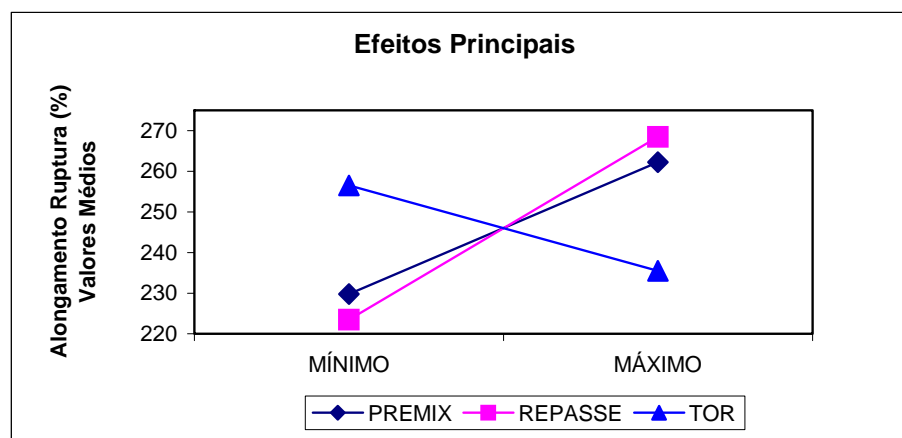 Efeitos Principais
Alongamento Ruptura (%)
Valores Médios
270
260
250
240
230
220
MÍNIMO
MÁXIMO
PREMIX
REPASSE
TOR